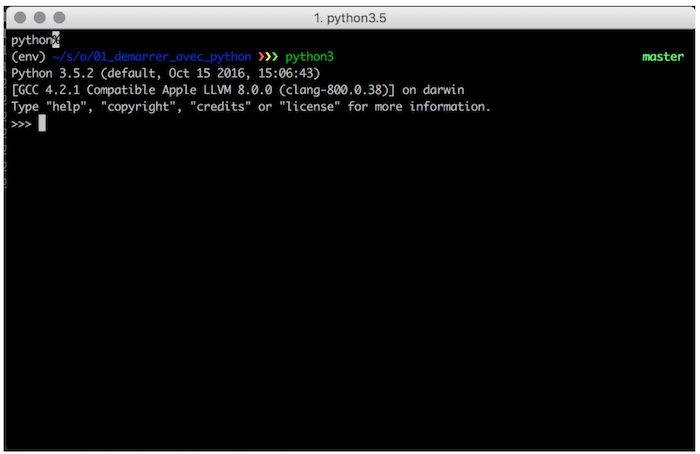 1. python3.5
python
(env) ~/s/o/01_demarrer_avec_python ❯❯❯ python3 master
Python 3.5.2 (default, Oct 15 2016, 15:06:43)
[GCC 4.2.1 Compatible Apple LLVM 8.0.0 (clang-800.0.38)] on darwin
Type "help", "copyright", "credits" or "license" for more information.
>>>